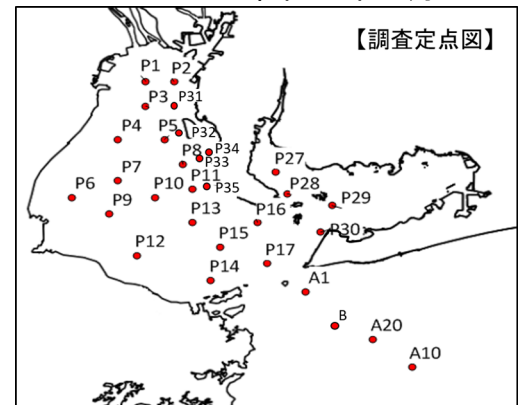 【調査定点図】
P1 P2
P3 P31
P4 P5 P32
P8 P34
P33
P7 P11 P35
P6 P10
P9 P13
P12 P15
P14
P27
P28
P29
P16
P30
P17
A1
B
A20
A10